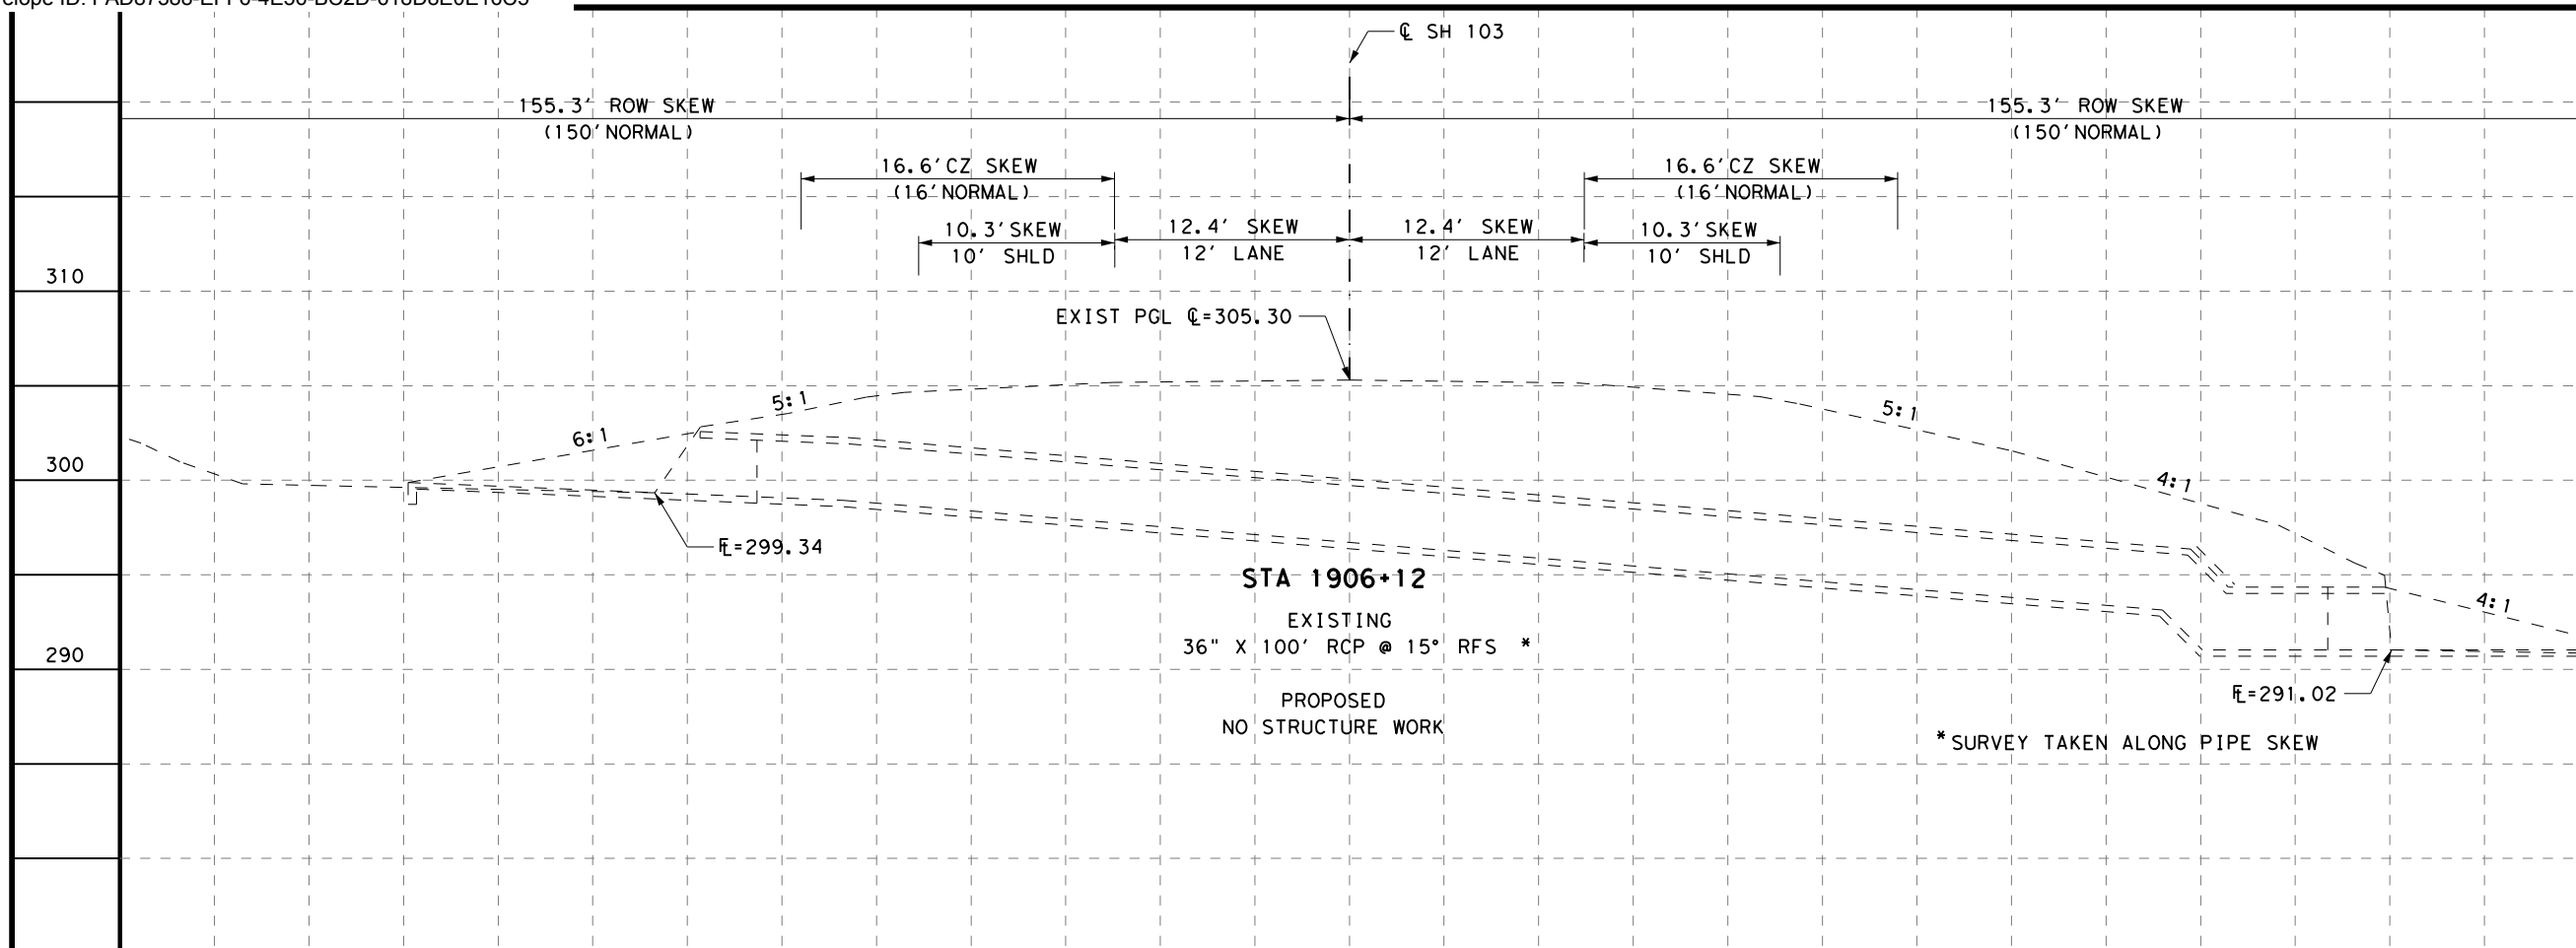 ℄ SH 103
155.3' ROW SKEW
(150'NORMAL)
155.3' ROW SKEW
(150'NORMAL)
16.6'CZ SKEW
(16'NORMAL)
16.6'CZ SKEW
(16'NORMAL)
10.3'SKEW
10' SHLD
12.4' SKEW
12' LANE
12.4' SKEW
12' LANE
10.3'SKEW
10' SHLD
310
EXIST PGL ℄=305.30
5:1
5:1
6:1
300
4:1
FL=299.34
STA 1906+12
EXISTING
36" X 100' RCP @ 15° RFS *
4:1
290
PROPOSED
NO STRUCTURE WORK
FL=291.02
*SURVEY TAKEN ALONG PIPE SKEW